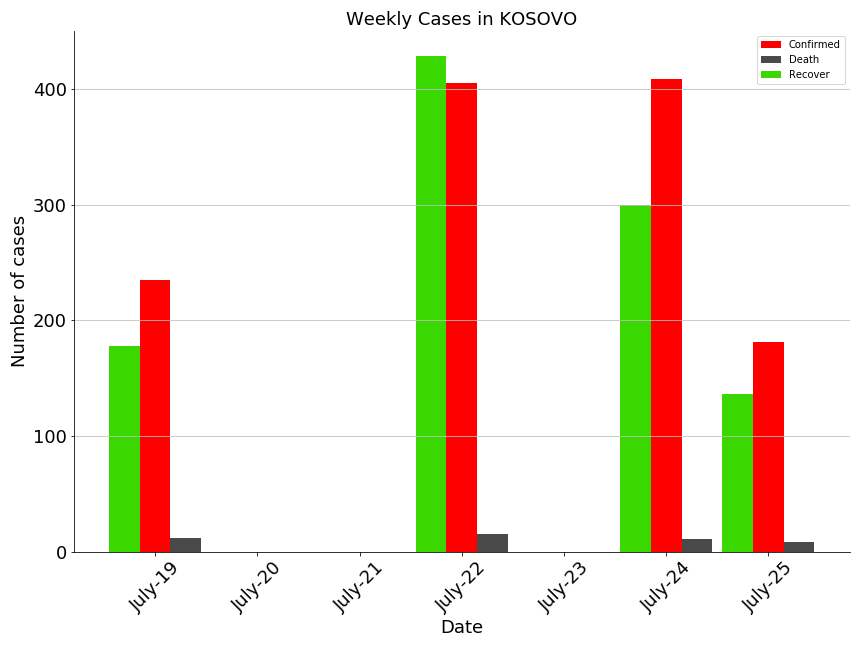 Weekly Cases in KOSOVO
Confirmed
Death
Recover
Number of cases
400
300
200
100
0
July-19
July-20
July-21
July-22
July-23
July-24
July-25
Date